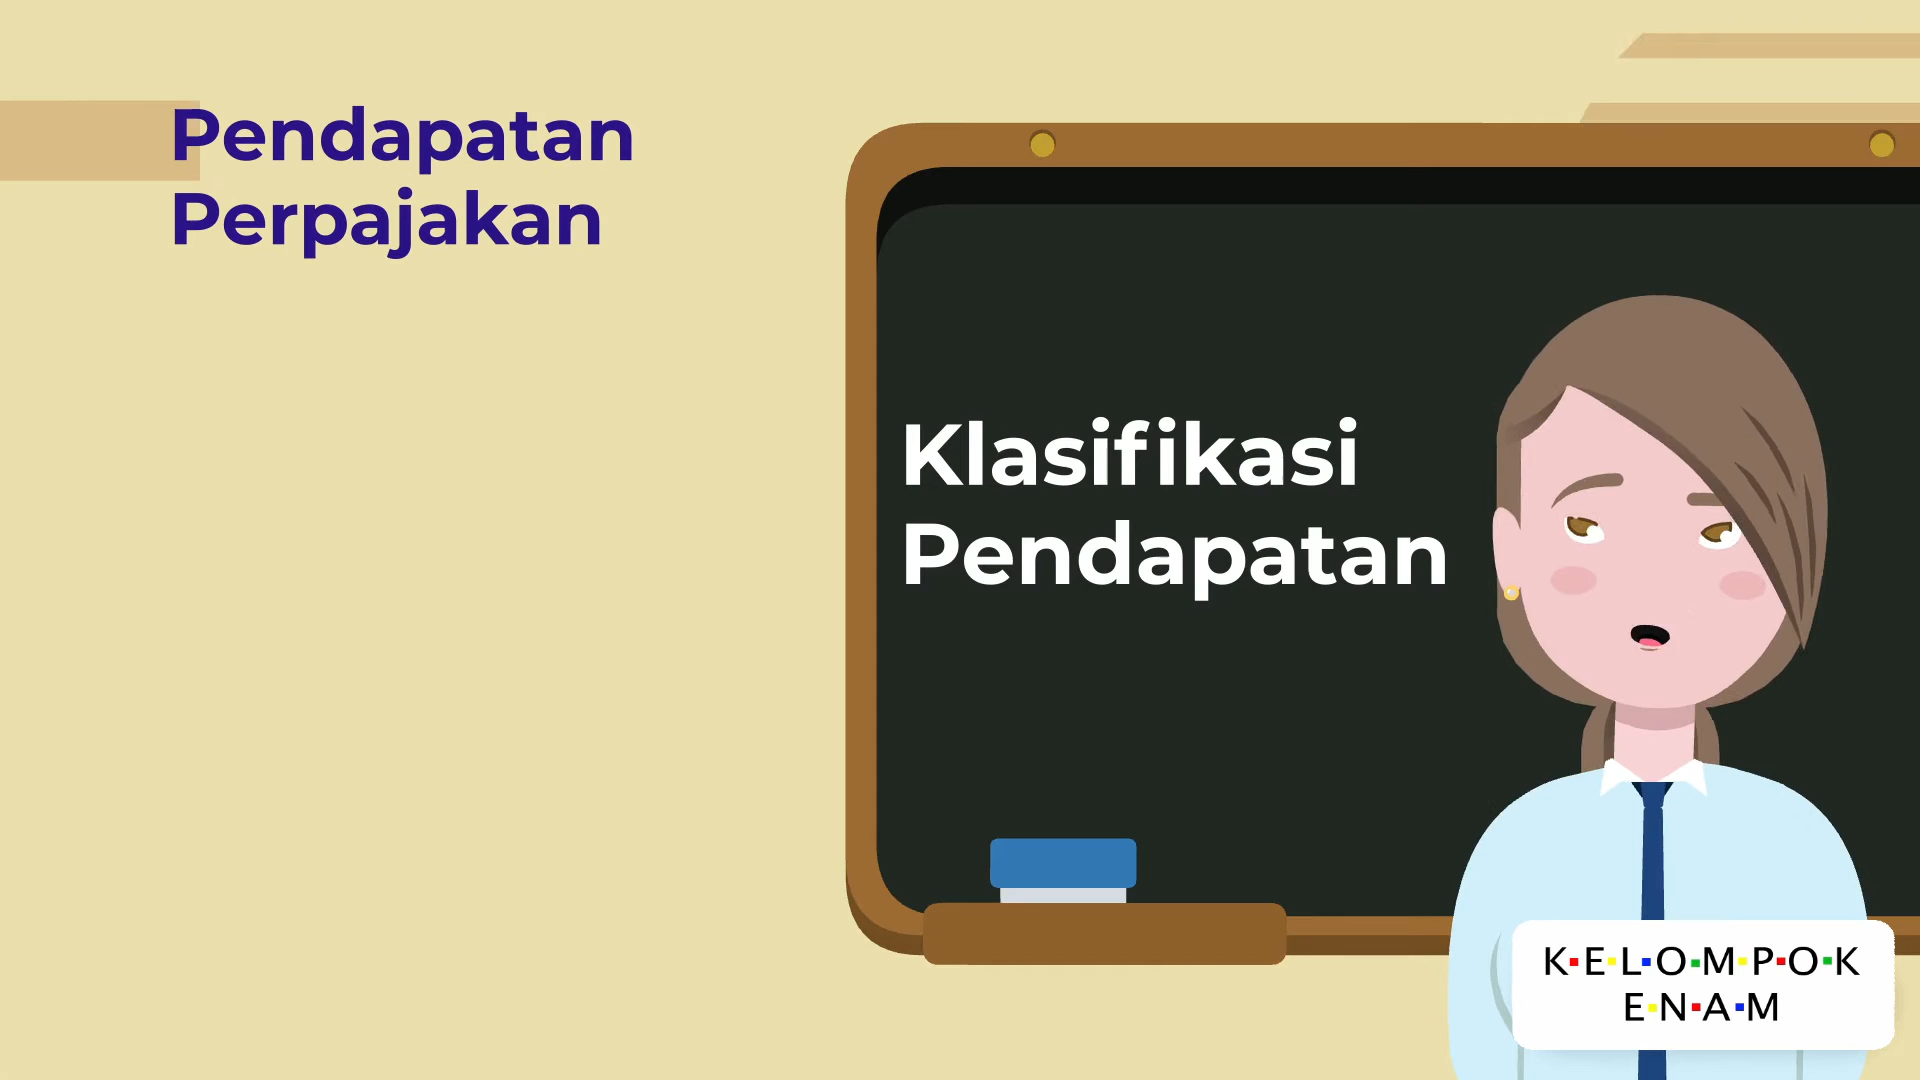 Pendapatan
Perpajakan
Klasifikasi
Pendapatan
K·E·L·O·M·P·O·K
E·N·A·M